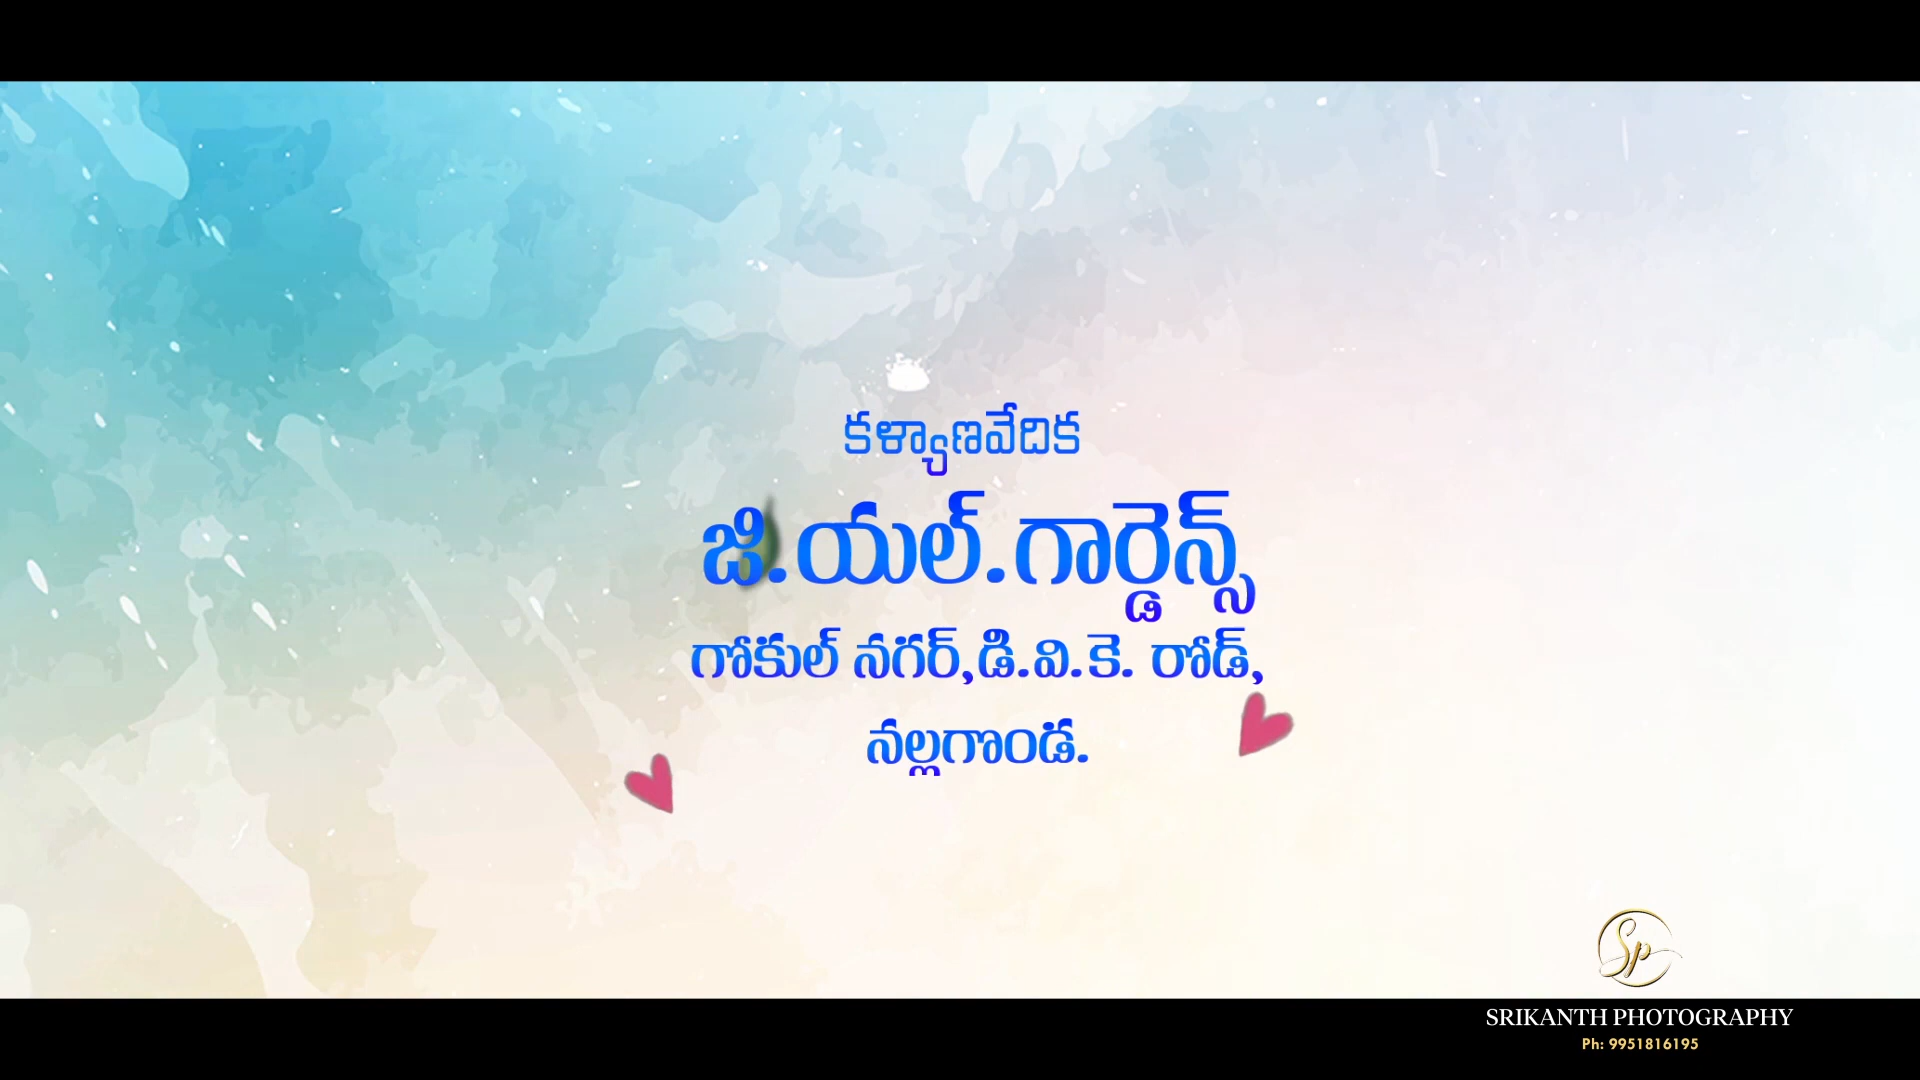 కళ్యాణవేదిక
జి.యల్.గార్డెన్స్
గోకుల్ నగర్,డి.వి.కె. రోడ్,
నల్లగొండ.
Sp
SRIKANTH PHOTOGRAPHY
Ph: 9951816195